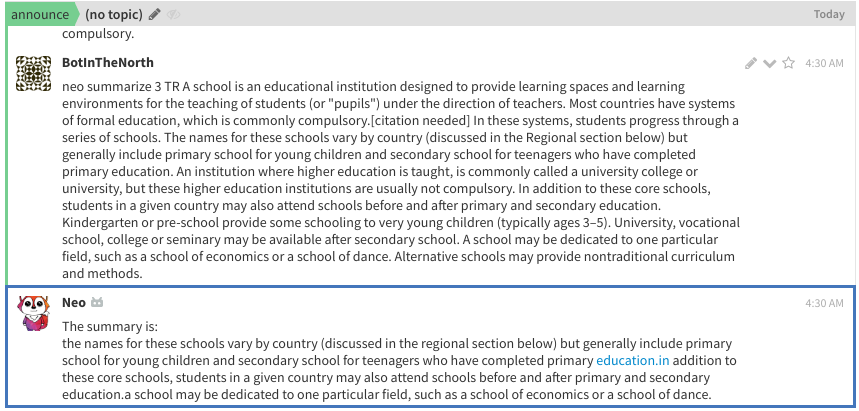 announce (no topic) Today
compulsory.
BotInTheNorth 4:30 AM
neo summarize 3 TR A school is an educational institution designed to provide learning spaces and learning
environments for the teaching of students (or "pupils") under the direction of teachers. Most countries have systems
of formal education, which is commonly compulsory.[citation needed] In these systems, students progress through a
series of schools. The names for these schools vary by country (discussed in the Regional section below) but
generally include primary school for young children and secondary school for teenagers who have completed
primary education. An institution where higher education is taught, is commonly called a university college or
university, but these higher education institutions are usually not compulsory. In addition to these core schools,
students in a given country may also attend schools before and after primary and secondary education.
Kindergarten or pre-school provide some schooling to very young children (typically ages 3–5). University, vocational
school, college or seminary may be available after secondary school. A school may be dedicated to one particular
field, such as a school of economics or a school of dance. Alternative schools may provide nontraditional curriculum
and methods.
Neo 4:30 AM
The summary is:
the names for these schools vary by country (discussed in the regional section below) but generally include primary
school for young children and secondary school for teenagers who have completed primary education.in addition to
these core schools, students in a given country may also attend schools before and after primary and secondary
education.a school may be dedicated to one particular field, such as a school of economics or a school of dance.